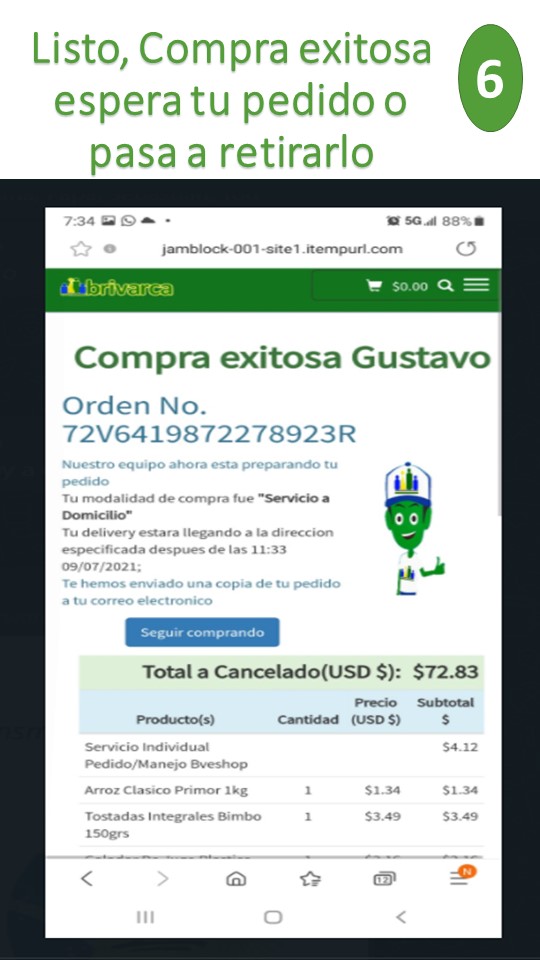 Listo, Compra exitosa
espera tu pedido o
pasa a retirarlo
6
7:34
5G 88%
jamblock-001-site1.itempurl.com
brivarca
$0.00
Compra exitosa Gustavo
Orden No.
72V6419872278923R
Nuestro equipo ahora esta preparando tu
pedido
Tu modalidad de compra fue "Servicio a
Domicilio"
Tu delivery estara llegando a la direccion
especificada despues de las 11:33
09/07/2021;
Te hemos enviado una copia de tu pedido
a tu correo electronico
Seguir comprando
Total a Cancelado(USD $): $72.83
Producto(s) Cantidad Precio (USD $) Subtotal $
Servicio Individual $4.12
Pedido/Manejo Bveshop
Arroz Clasico Primor 1kg 1 $1.34 $1.34
Tostadas Integrales Bimbo 1 $3.49 $3.49
150grs
12
N